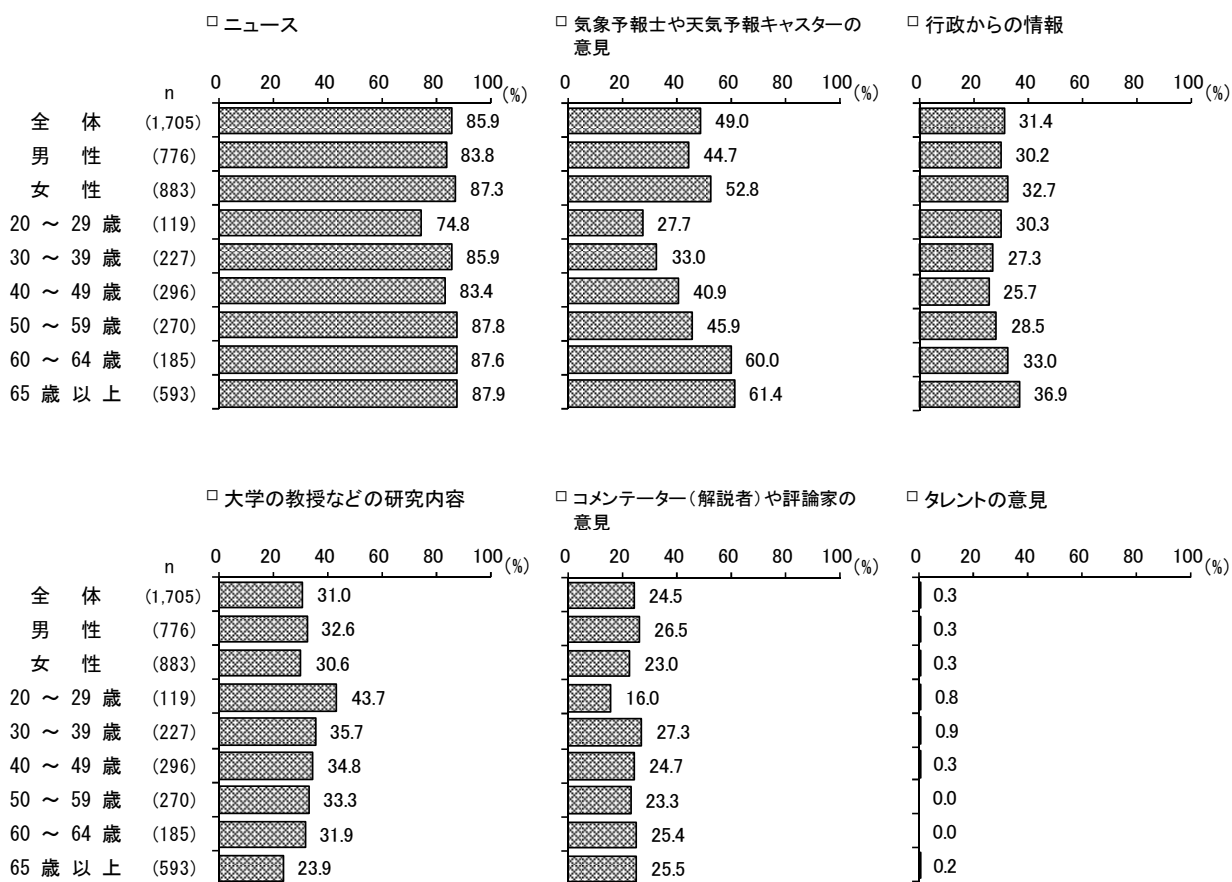 □ ニュース
□ 気象予報士や天気予報キャスターの
意見
□ 行政からの情報
n 0 20 40 60 80 100 (%) 0 20 40 60 80 100 (%) 0 20 40 60 80 100 (%)
全 体 (1,705) 85.9 49.0 31.4
男 性 (776) 83.8 44.7 30.2
女 性 (883) 87.3 52.8 32.7
20 ～ 29 歳 (119) 74.8 27.7 30.3
30 ～ 39 歳 (227) 85.9 33.0 27.3
40 ～ 49 歳 (296) 83.4 40.9 25.7
50 ～ 59 歳 (270) 87.8 45.9 28.5
60 ～ 64 歳 (185) 87.6 60.0 33.0
65 歳 以 上 (593) 87.9 61.4 36.9
□ 大学の教授などの研究内容
□ コメンテーター（解説者）や評論家の
意見
□ タレントの意見
n 0 20 40 60 80 100 (%) 0 20 40 60 80 100 (%) 0 20 40 60 80 100 (%)
全 体 (1,705) 31.0 24.5 0.3
男 性 (776) 32.6 26.5 0.3
女 性 (883) 30.6 23.0 0.3
20 ～ 29 歳 (119) 43.7 16.0 0.8
30 ～ 39 歳 (227) 35.7 27.3 0.9
40 ～ 49 歳 (296) 34.8 24.7 0.3
50 ～ 59 歳 (270) 33.3 23.3 0.0
60 ～ 64 歳 (185) 31.9 25.4 0.0
65 歳 以 上 (593) 23.9 25.5 0.2